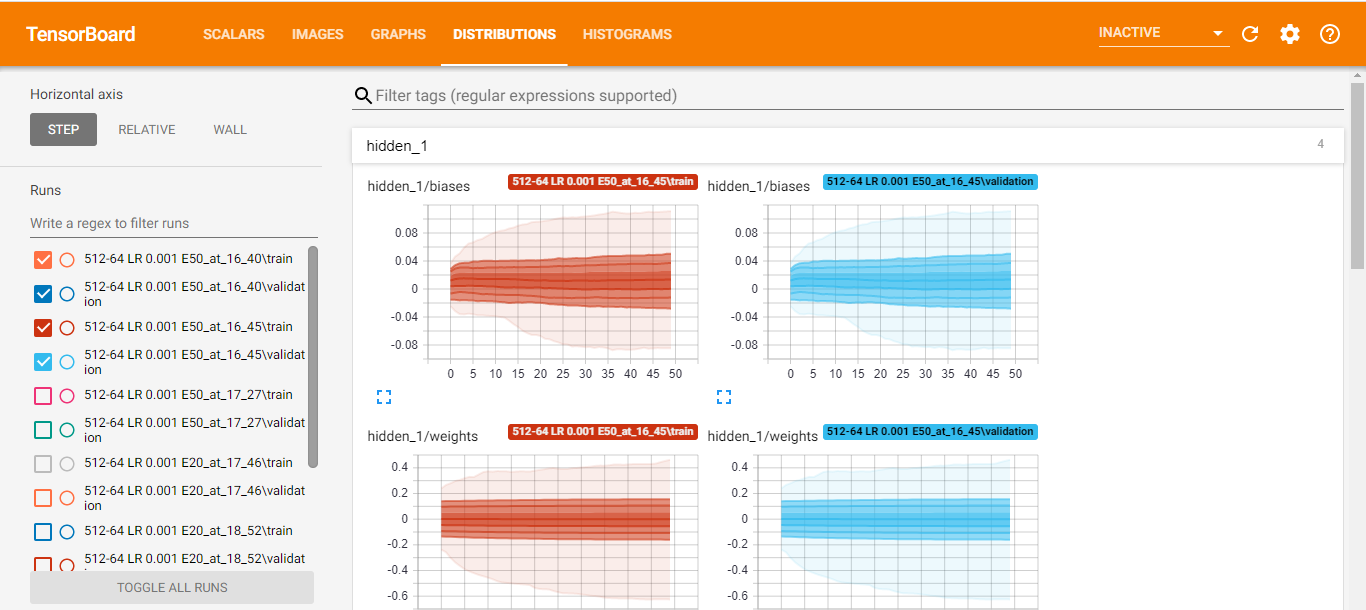 TensorBoard
SCALARS IMAGES GRAPHS DISTRIBUTIONS HISTOGRAMS
INACTIVE
Horizontal axis
STEP RELATIVE WALL
Runs
Write a regex to filter runs
512-64 LR 0.001 E50_at_16_40\train
512-64 LR 0.001 E50_at_16_40\validat
ion
512-64 LR 0.001 E50_at_16_45\train
512-64 LR 0.001 E50_at_16_45\validat
ion
512-64 LR 0.001 E50_at_17_27\train
512-64 LR 0.001 E50_at_17_27\validat
ion
512-64 LR 0.001 E20_at_17_46\train
512-64 LR 0.001 E20_at_17_46\validat
ion
512-64 LR 0.001 E20_at_18_52\train
512-64 LR 0.001 E20_at_18_52\validat
TOGGLE ALL RUNS
Filter tags (regular expressions supported)
hidden_1 4
hidden_1/biases
512-64 LR 0.001 E50_at_16_45\train
0.08
0.04
0
-0.04
-0.08
0 5 10 15 20 25 30 35 40 45 50
hidden_1/biases
512-64 LR 0.001 E50_at_16_45\validation
0.08
0.04
0
-0.04
-0.08
0 5 10 15 20 25 30 35 40 45 50
hidden_1/weights
512-64 LR 0.001 E50_at_16_45\train
0.4
0.2
0
-0.2
-0.4
-0.6
hidden_1/weights
512-64 LR 0.001 E50_at_16_45\validation
0.4
0.2
0
-0.2
-0.4
-0.6